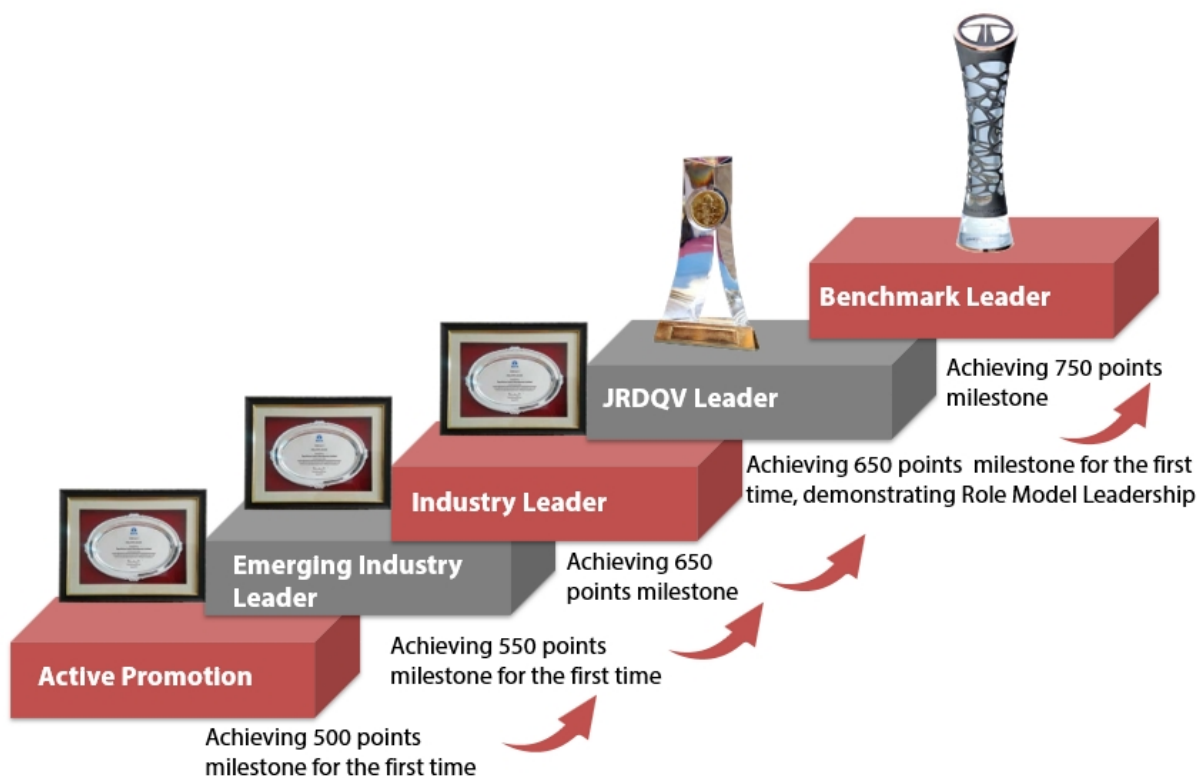 Benchmark Leader
Achieving 750 points
milestone
JRDQV Leader
Achieving 650 points  milestone for the first
time, demonstrating Role Model Leadership
Industry Leader
Achieving 650
points milestone
Emerging Industry
Leader
Achieving 550 points
milestone for the first time
Active Promotion
Achieving 500 points
milestone for the first time